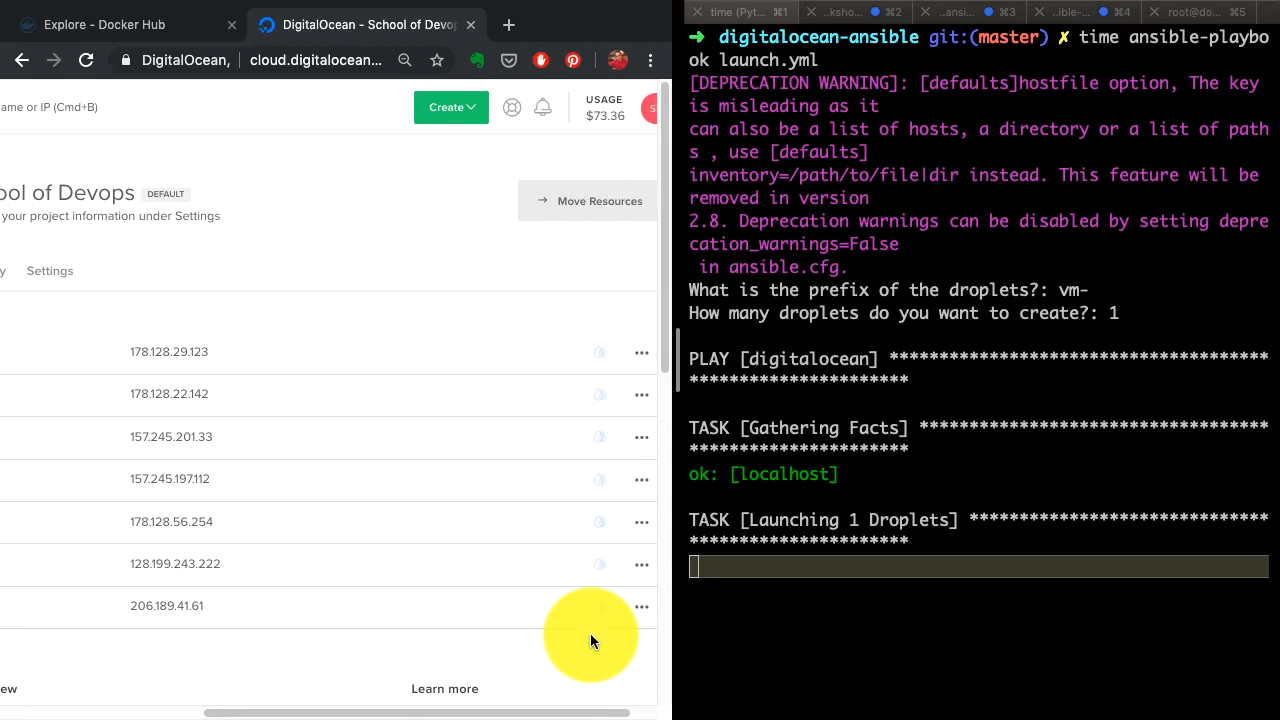 Explore - Docker Hub
DigitalOcean - School of Devop
DigitalOcean,
cloud.digitalocean...
ame or IP (Cmd+B)
Create
USAGE
$73.36
S
ool of Devops
DEFAULT
your project information under Settings
→ Move Resources
y
Settings
178.128.29.123
178.128.22.142
157.245.201.33
157.245.197.112
178.128.56.254
128.199.243.222
206.189.41.61
ew
Learn more
time (Pyt... ⌘1
..ksho... ⌘2
...ansi... ⌘3
..ible-... ⌘4
root@do... ⌘5
➜ digitalocean-ansible git:(master) ✗ time ansible-playbo
ok launch.yml
[DEPRECATION WARNING]: [defaults]hostfile option, The key
is misleading as it
can also be a list of hosts, a directory or a list of path
s , use [defaults]
inventory=/path/to/file|dir instead. This feature will be
removed in version
2.8. Deprecation warnings can be disabled by setting depre
cation_warnings=False
in ansible.cfg.
What is the prefix of the droplets?: vm-
How many droplets do you want to create?: 1
PLAY [digitalocean] **************************************
**********************
TASK [Gathering Facts] ***********************************
**********************
ok: [localhost]
TASK [Launching 1 Droplets] ******************************
**********************